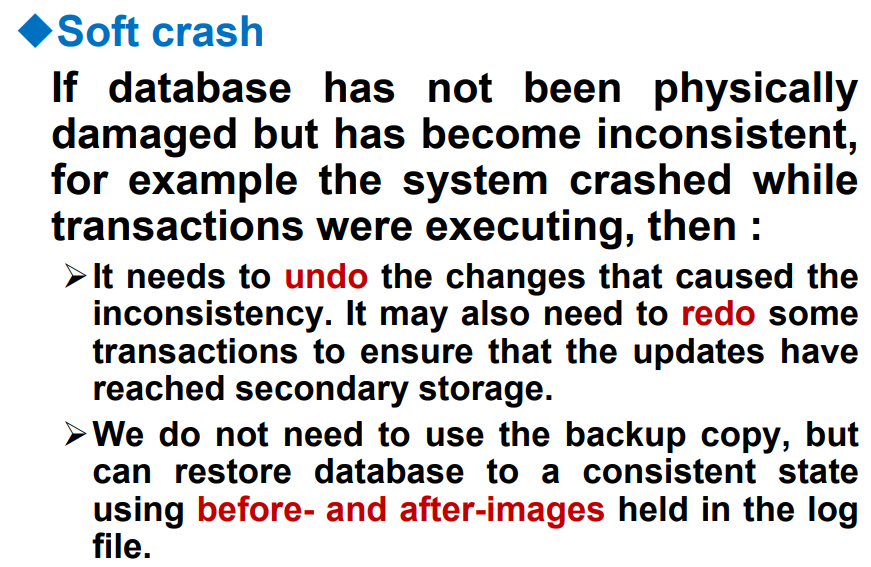 ◆Soft crash
If database has not been physically
damaged but has become inconsistent,
for example the system crashed while
transactions were executing, then :
➢It needs to undo the changes that caused the
inconsistency. It may also need to redo some
transactions to ensure that the updates have
reached secondary storage.
➢We do not need to use the backup copy, but
can restore database to a consistent state
using before- and after-images held in the log
file.